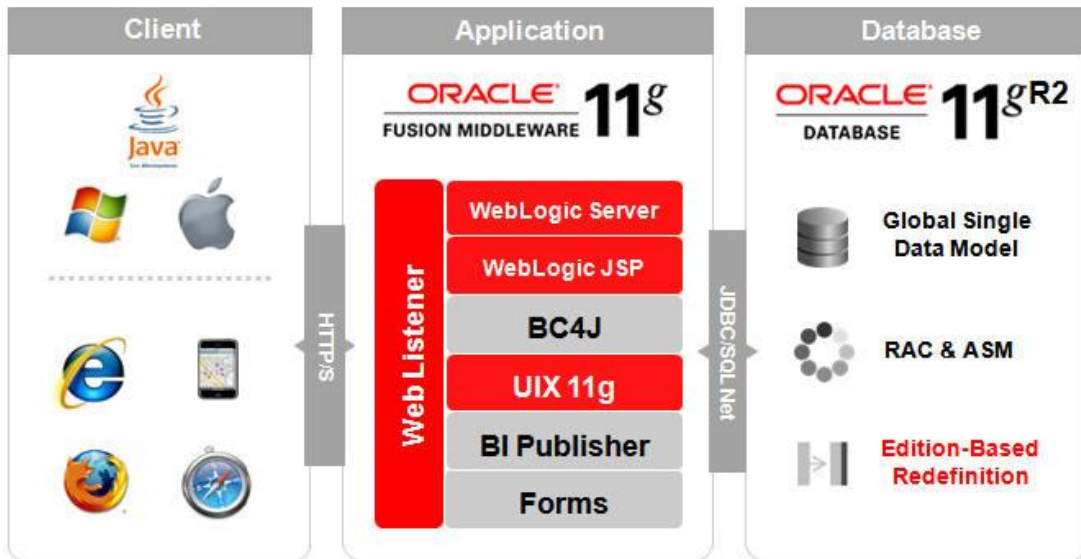 Client
Application
Database
Java
HTTP/S
ORACLE
FUSION MIDDLEWARE
11g
Web Listener
WebLogic Server
WebLogic JSP
BC4J
UIX 11g
BI Publisher
Forms
JDBC/SQL Net
ORACLE
DATABASE
11gR2
Global Single
Data Model
RAC & ASM
Edition-Based
Redefinition